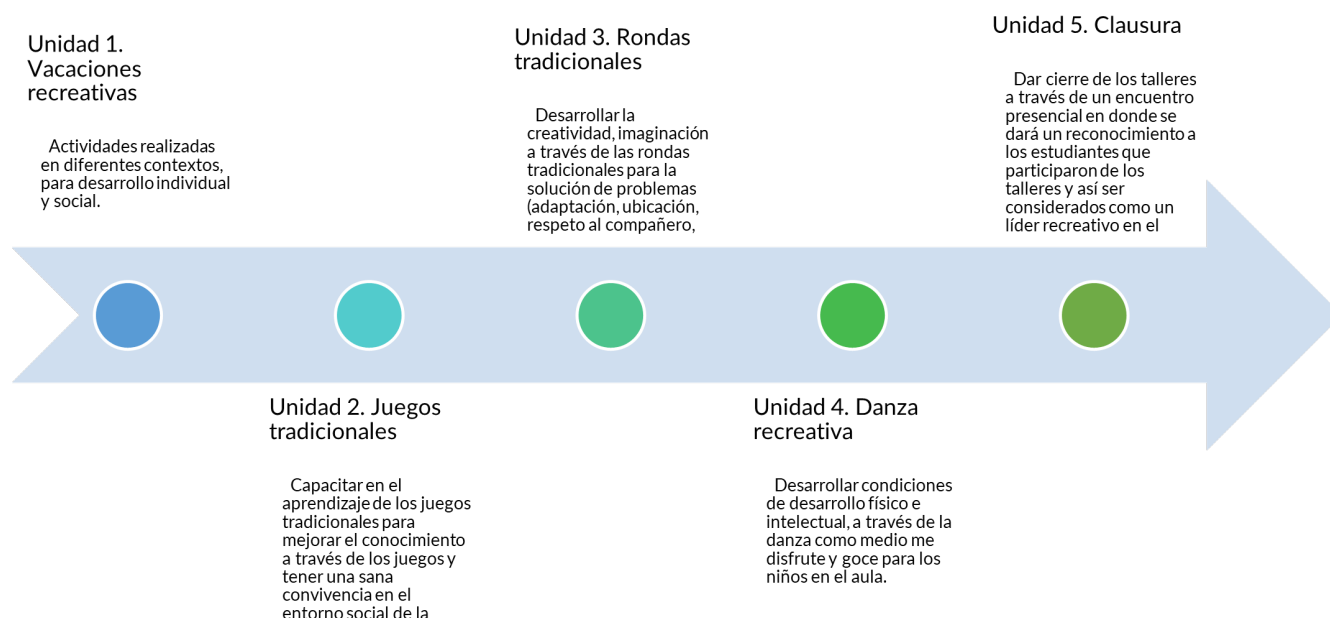 Unidad 1.
Vacaciones
recreativas
Actividades realizadas
en diferentes contextos,
para desarrollo individual
y social.
Unidad 2. Juegos
tradicionales
Capacitar en el
aprendizaje de los juegos
tradicionales para
mejorar el conocimiento
a través de los juegos y
tener una sana
convivencia en el
entorno social de la
Unidad 3. Rondas
tradicionales
Desarrollar la
creatividad, imaginación
a través de las rondas
tradicionales para la
solución de problemas
(adaptación, ubicación,
respeto al compañero,
Unidad 4. Danza
recreativa
Desarrollar condiciones
de desarrollo físico e
intelectual, a través de la
danza como medio me
disfrute y goce para los
niños en el aula.
Unidad 5. Clausura
Dar cierre de los talleres
a través de un encuentro
presencial en donde se
dará un reconocimiento a
los estudiantes que
participaron de los
talleres y así ser
considerados como un
líder recreativo en el